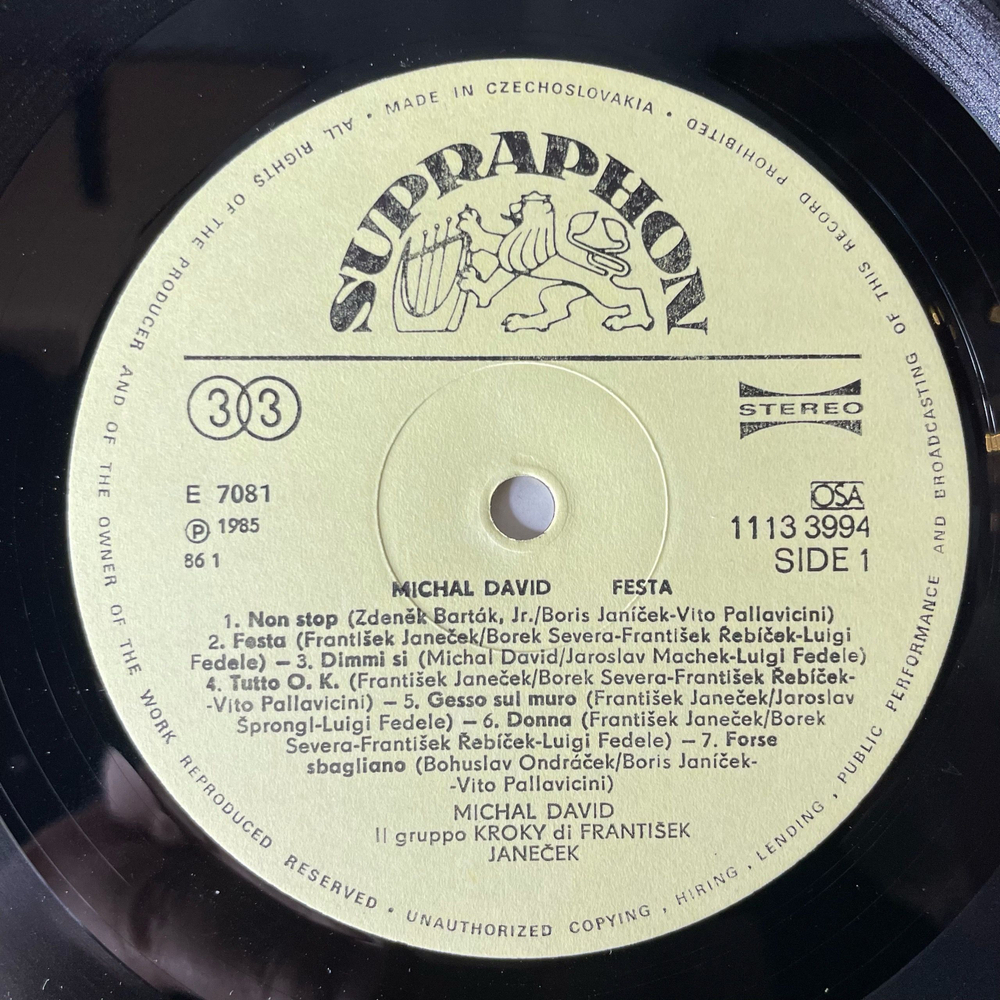 MADE IN CZECHOSLOVAKIA • ALL RIGHTS OF THE PRODUCER AND OF THE OWNER OF THE WORK REPRODUCED RESERVED • UNAUTHORIZED COPYING, HIRING, LENDING, PUBLIC PERFORMANCE AND BROADCASTING OF THIS RECORD PROHIBITED •
SUPRAPHON
33
STEREO
E 7081
OSA
Ⓟ 1985
1113 3994
86 1
SIDE 1
MICHAL DAVID FESTA
1. Non stop (Zdeněk Barták, Jr./Boris Janíček-Vito Pallavicini)
2. Festa (František Janeček/Borek Severa-František Řebíček-Luigi
Fedele) – 3. Dimmi si (Michal David/Jaroslav Machek-Luigi Fedele)
4. Tutto O. K. (František Janeček/Borek Severa-František Řebíček-
-Vito Pallavicini) – 5. Gesso sul muro (František Janeček/Jaroslav
Šprongl-Luigi Fedele) – 6. Donna (František Janeček/Borek
Severa-František Řebíček-Luigi Fedele) – 7. Forse
sbagliano (Bohuslav Ondráček/Boris Janíček-
-Vito Pallavicini)
MICHAL DAVID
Il gruppo KROKY di FRANTIŠEK
JANEČEK